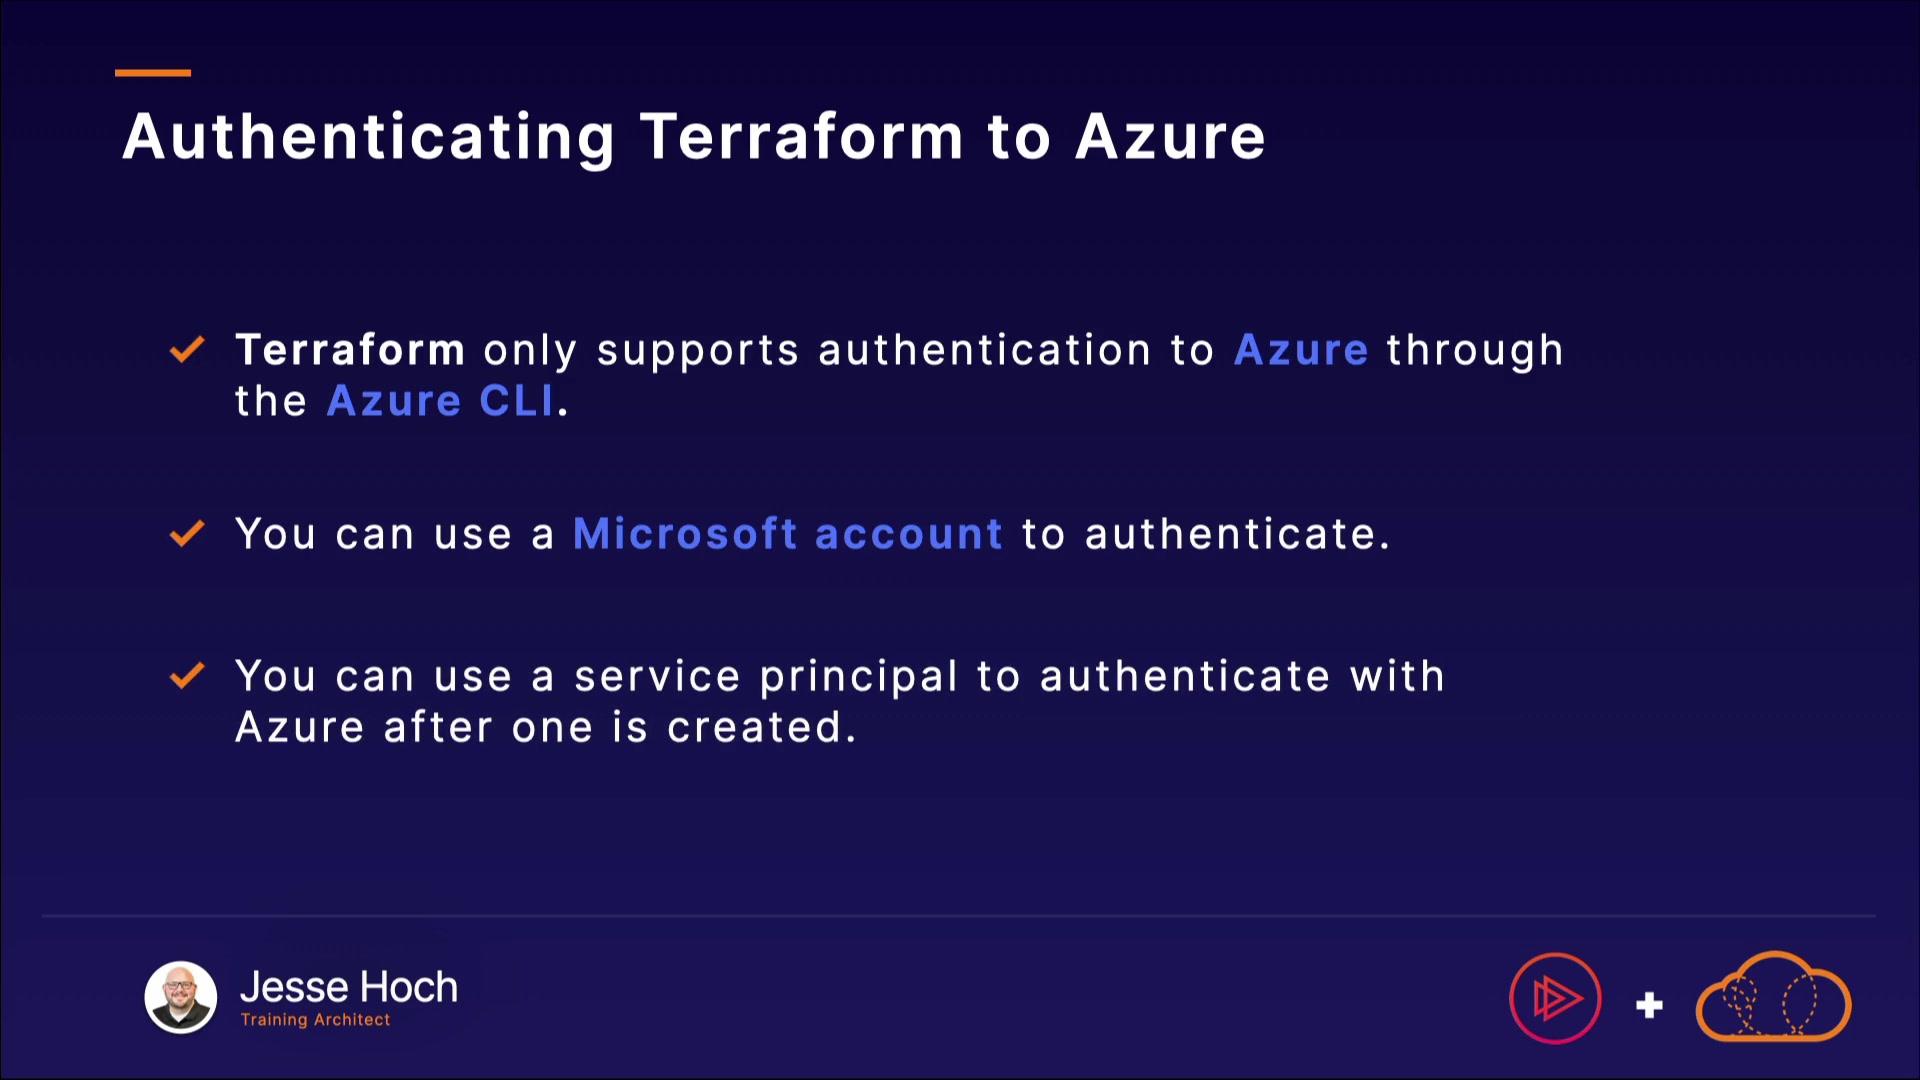 Authenticating Terraform to Azure
Terraform only supports authentication to Azure through
the Azure CLI.
You can use a Microsoft account to authenticate.
You can use a service principal to authenticate with
Azure after one is created.
Jesse Hoch
Training Architect